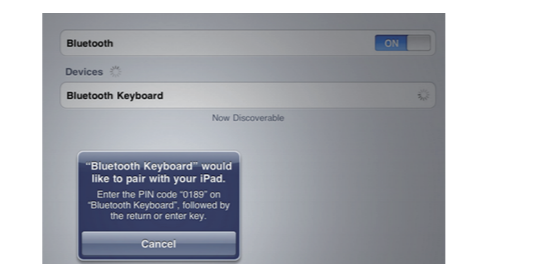 Bluetooth ON
Devices
Bluetooth Keyboard
Now Discoverable
“Bluetooth Keyboard” would
like to pair with your iPad.
Enter the PIN code “0189” on
“Bluetooth Keyboard”, followed by
the return or enter key.
Cancel